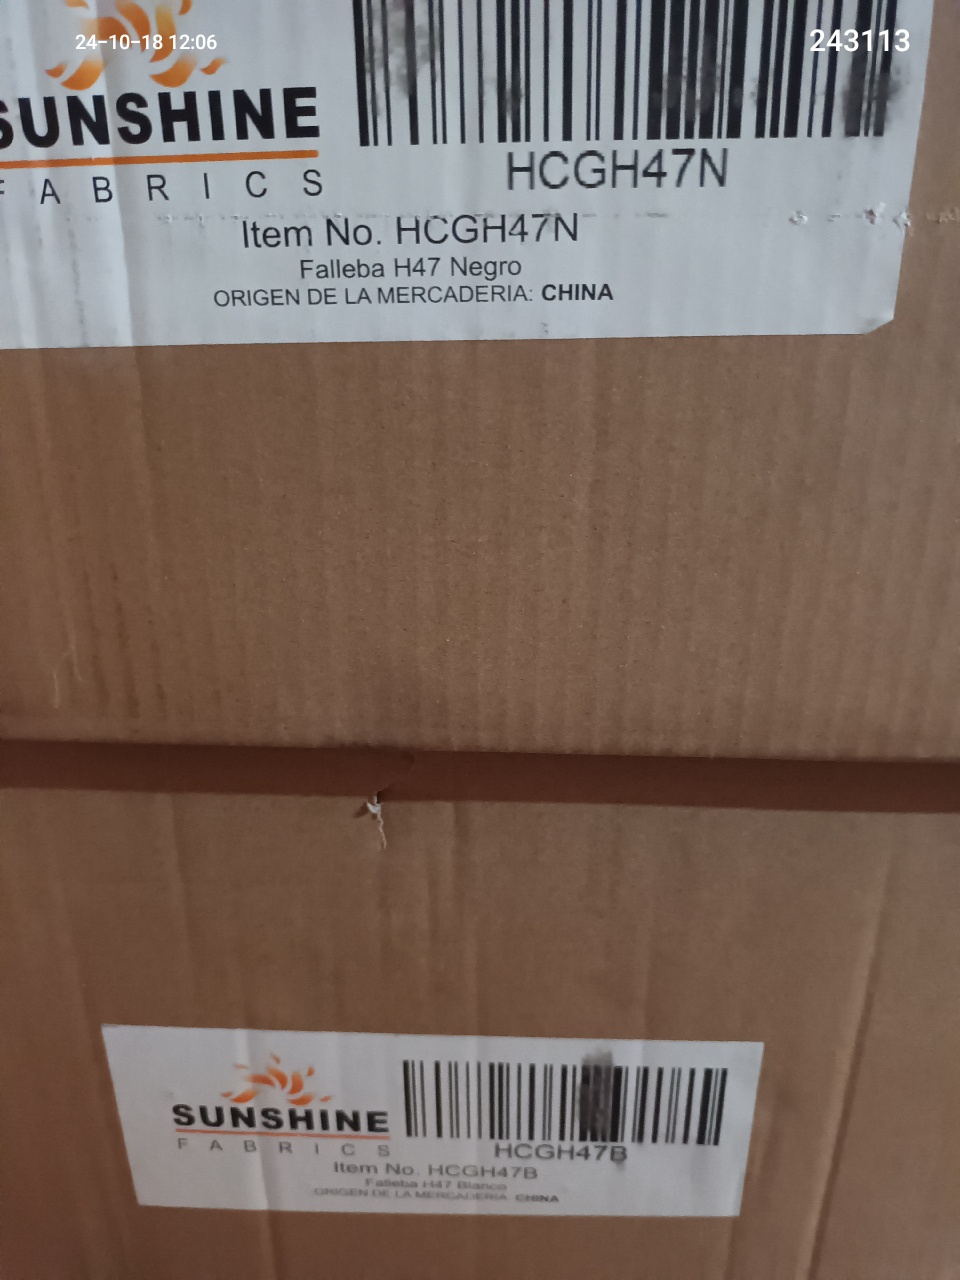 24-10-18 12:06
243113
SUNSHINE
FABRICS
HCGH47N
Item No. HCGH47N
Falleba H47 Negro
ORIGEN DE LA MERCADERIA: CHINA
SUNSHINE
FABRICS
HCGH47B
Item No. HCGH47B
Falleba H47 Blanco
ORIGEN DE LA MERCADERIA: CHINA